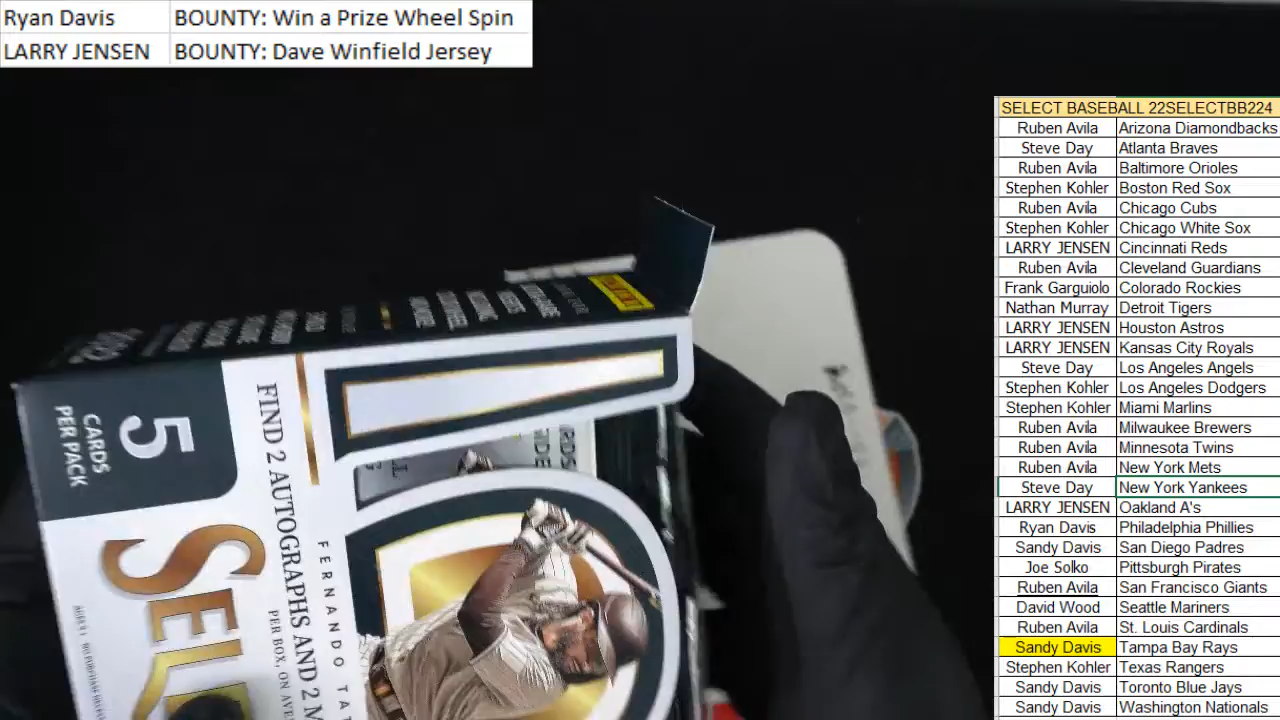 Ryan Davis BOUNTY: Win a Prize Wheel Spin
LARRY JENSEN BOUNTY: Dave Winfield Jersey
SELECT BASEBALL 22SELECTBB224
Ruben Avila Arizona Diamondbacks
Steve Day Atlanta Braves
Ruben Avila Baltimore Orioles
Stephen Kohler Boston Red Sox
Ruben Avila Chicago Cubs
Stephen Kohler Chicago White Sox
LARRY JENSEN Cincinnati Reds
Ruben Avila Cleveland Guardians
Frank Garguiolo Colorado Rockies
Nathan Murray Detroit Tigers
LARRY JENSEN Houston Astros
LARRY JENSEN Kansas City Royals
Steve Day Los Angeles Angels
Stephen Kohler Los Angeles Dodgers
Stephen Kohler Miami Marlins
Ruben Avila Milwaukee Brewers
Ruben Avila Minnesota Twins
Ruben Avila New York Mets
Steve Day New York Yankees
LARRY JENSEN Oakland A's
Ryan Davis Philadelphia Phillies
Sandy Davis San Diego Padres
Joe Solko Pittsburgh Pirates
Ruben Avila San Francisco Giants
David Wood Seattle Mariners
Ruben Avila St. Louis Cardinals
Sandy Davis Tampa Bay Rays
Stephen Kohler Texas Rangers
Sandy Davis Toronto Blue Jays
Sandy Davis Washington Nationals
PANINI
5
CARDS
PER PACK
FIND 2 AUTOGRAPHS AND 2 M
PER BOX, ON AVE
FERNANDO TAT
SELE